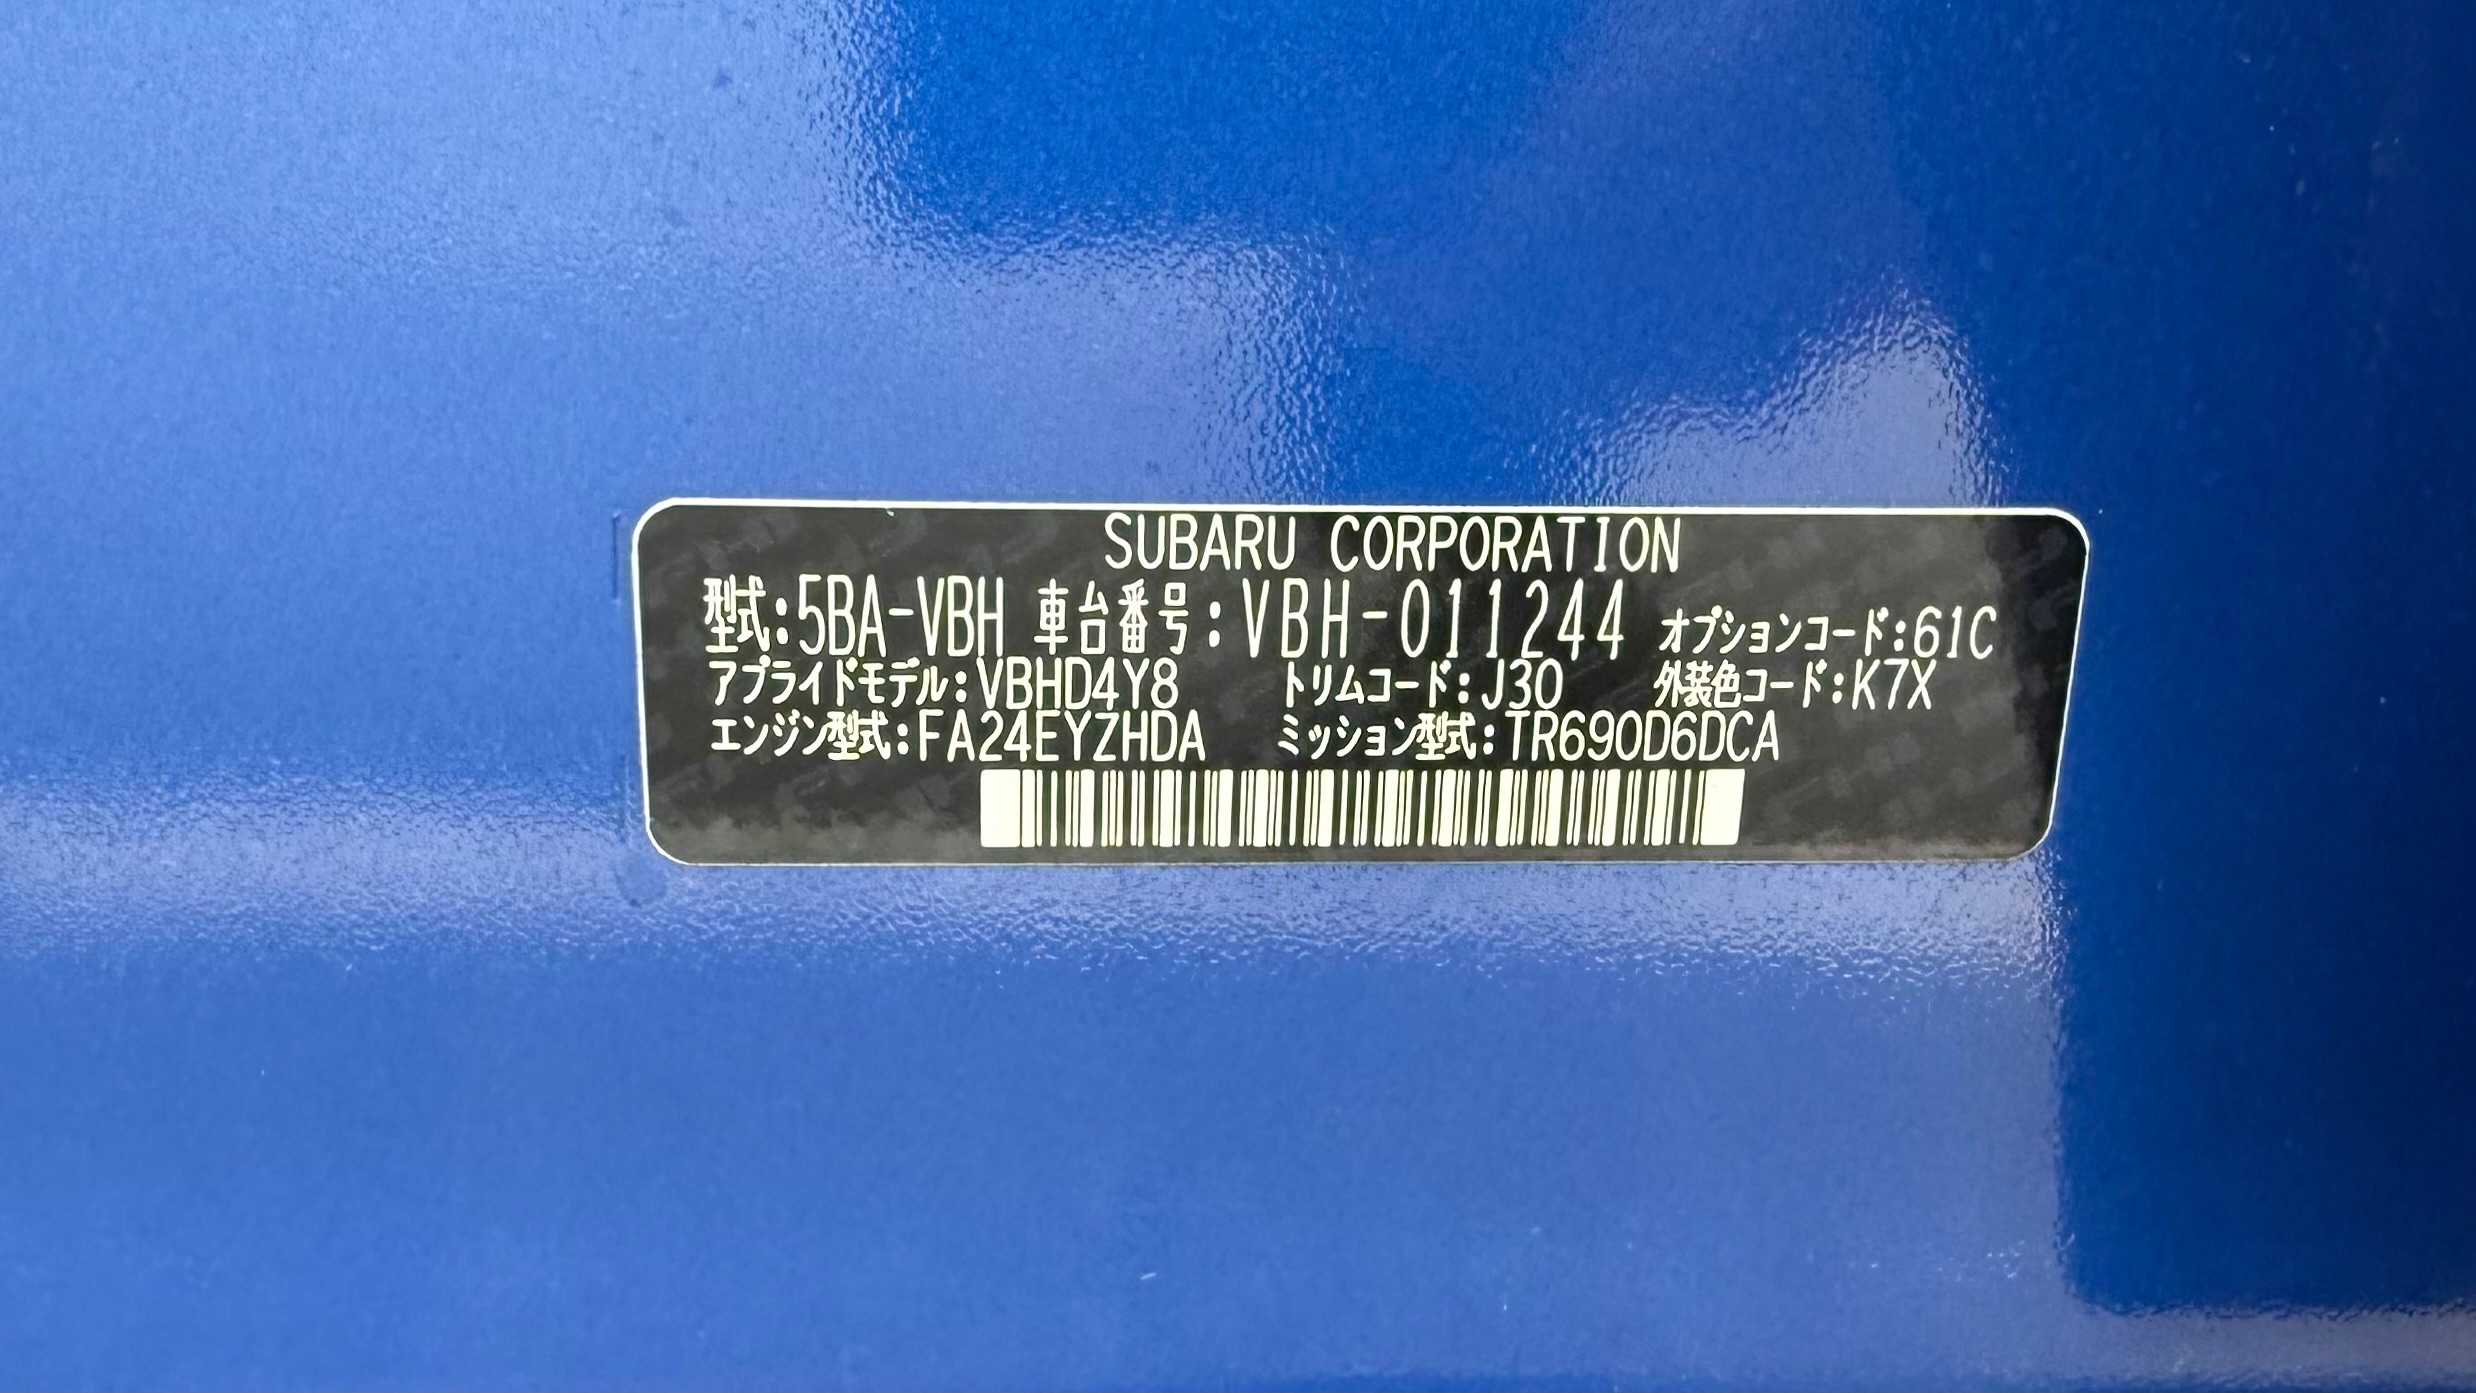 SUBARU CORPORATION
型式:5BA-VBH 車台番号:VBH-011244 オプションコード:61C
アプライドモデル:VBHD4Y8 トリムコード:J30 外装色コード:K7X
エンジン型式:FA24EYZHDA ミッション型式:TR690D6DCA